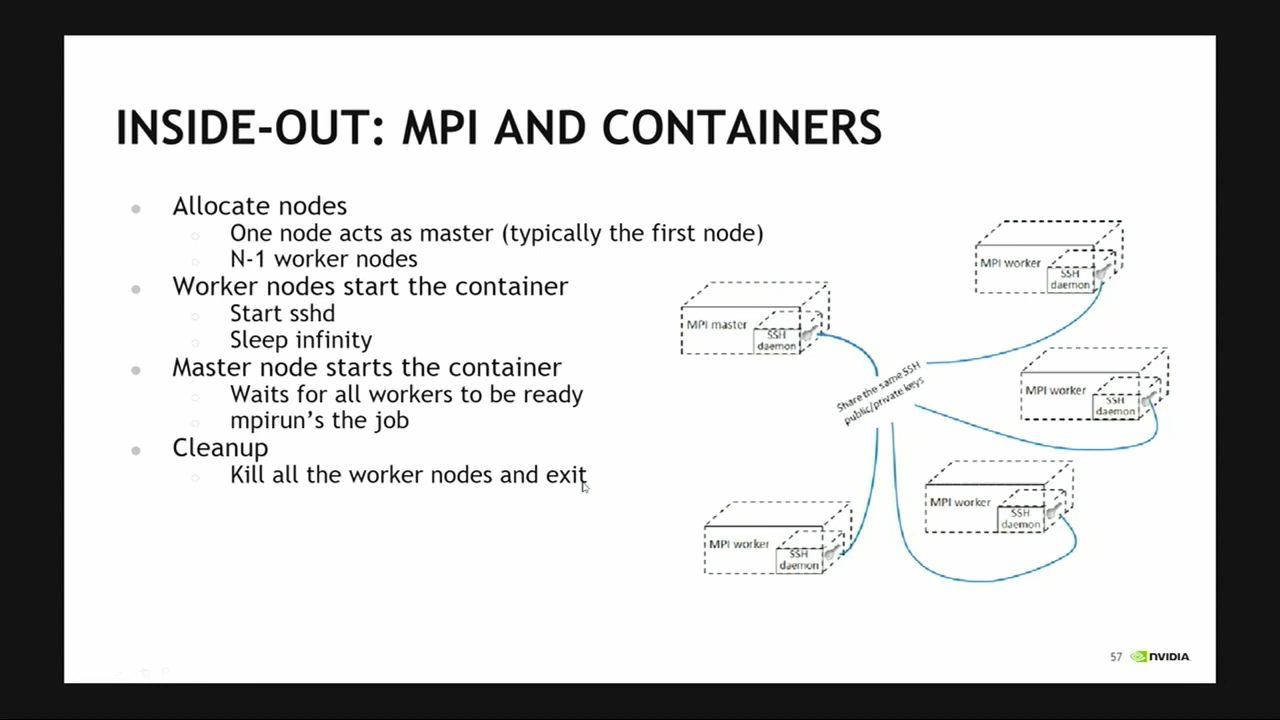 INSIDE-OUT: MPI AND CONTAINERS
Allocate nodes
One node acts as master (typically the first node)
N-1 worker nodes
Worker nodes start the container
Start sshd
Sleep infinity
Master node starts the container
Waits for all workers to be ready
mpirun's the job
Cleanup
Kill all the worker nodes and exit
MPI master
SSH
daemon
MPI worker
SSH
daemon
MPI worker
SSH
daemon
Share the same SSH
public/private keys
MPI worker
SSH
daemon
MPI worker
SSH
daemon
57
NVIDIA